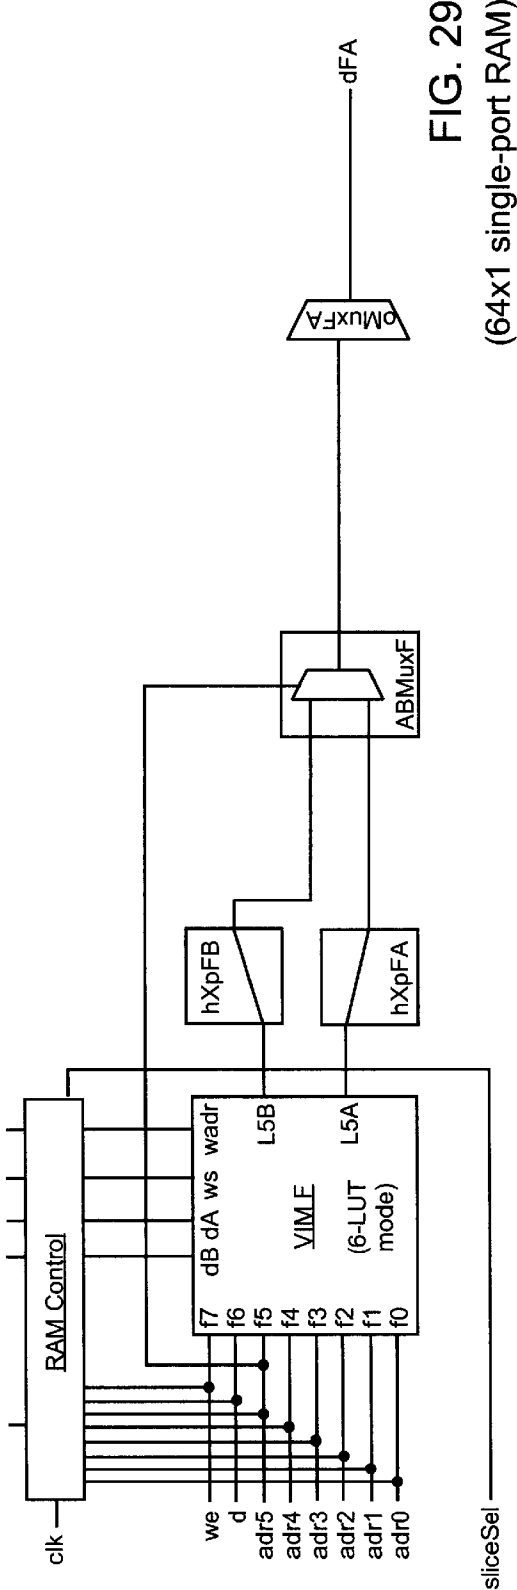 clk
RAM Control
we
d
adr5
adr4
adr3
adr2
adr1
adr0
sliceSel
f7
f6
f5
f4
f3
f2
f1
f0
dB dA ws wadr
VIM F
(6-LUT
mode)
L5B
L5A
hXpFB
hXpFA
ABMuxF
oMuxFA
dFA
FIG. 29
(64x1 single-port RAM)